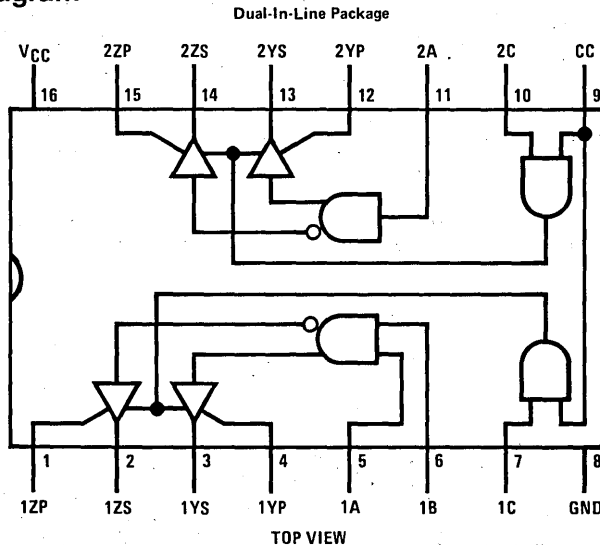 Dual-In-Line Package
VCC 2ZP 2ZS 2YS 2YP 2A 2C CC
16 15 14 13 12 11 10 9
1 2 3 4 5 6 7 8
1ZP 1ZS 1YS 1YP 1A 1B 1C GND
TOP VIEW